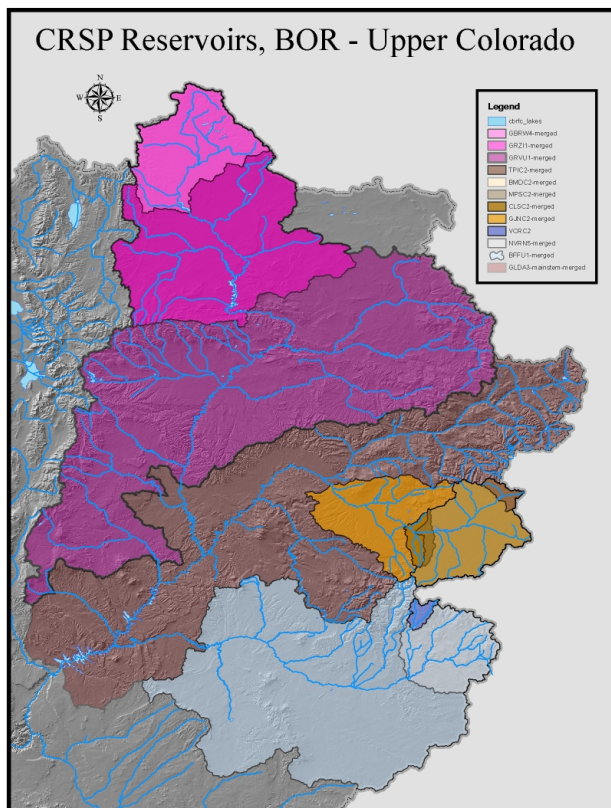 CRSP Reservoirs, BOR - Upper Colorado
N
W E
S
Legend
cbrfc_lakes
GBRW4-merged
GRZI1-merged
GRVU1-merged
TPIC2-merged
BMDC2-merged
MPSC2-merged
CLSC2-merged
GJNC2-merged
VCRC2
NVRN5-merged
BFFU1-merged
GLDA3-mainstem-merged